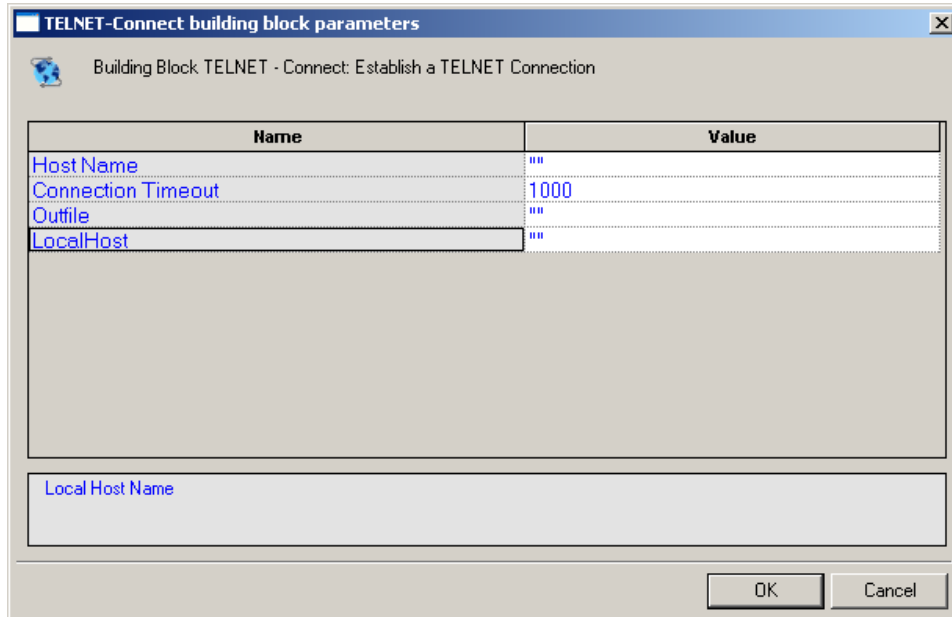 TELNET-Connect building block parameters
Building Block TELNET - Connect: Establish a TELNET Connection
Name Value
Host Name ""
Connection Timeout 1000
Outfile ""
LocalHost ""
Local Host Name
OK Cancel